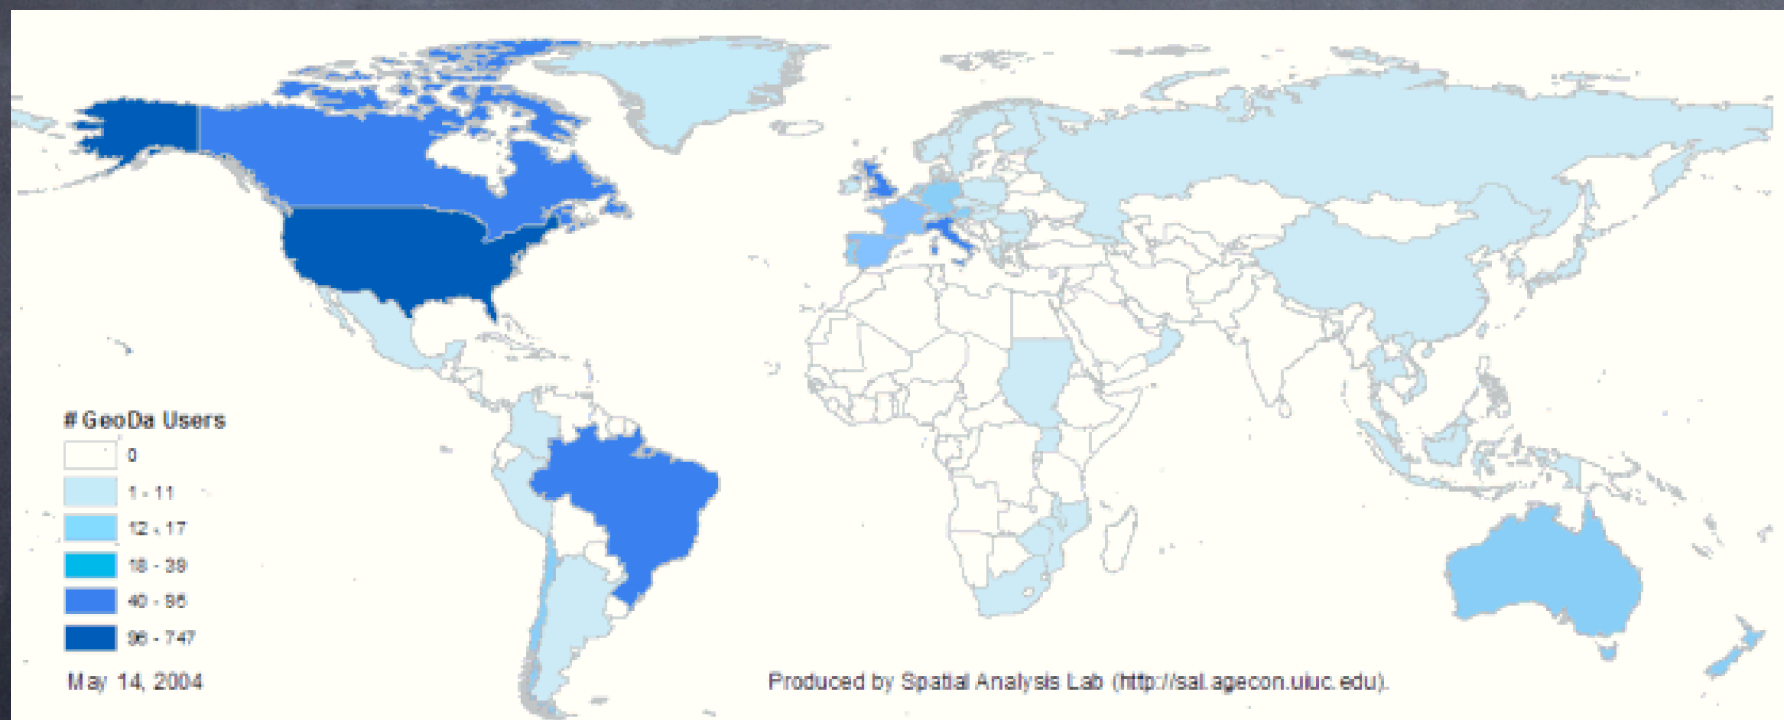 # GeoDa Users
0
1 - 11
12 - 17
18 - 39
40 - 95
96 - 747
May 14, 2004
Produced by Spatial Analysis Lab (http://sal.agecon.uiuc.edu).